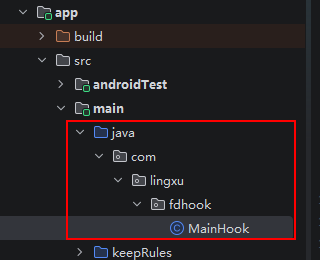 app
build
src
androidTest
main
java
com
lingxu
fdhook
MainHook
keepRules